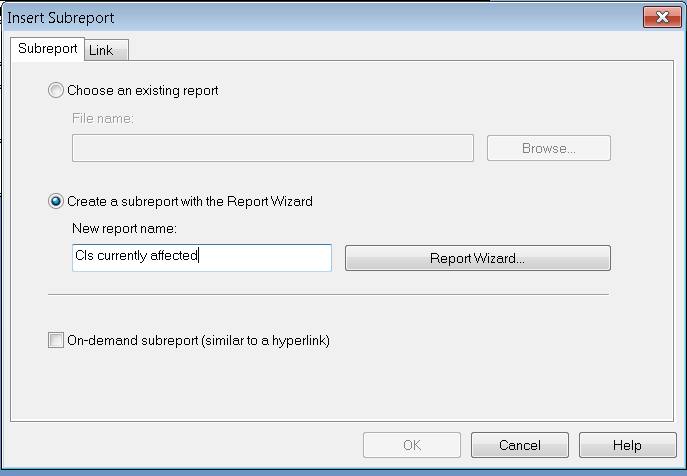 Insert Subreport
Subreport Link
Choose an existing report
File name:
Browse...
Create a subreport with the Report Wizard
New report name:
CIs currently affected
Report Wizard...
On-demand subreport (similar to a hyperlink)
OK Cancel Help